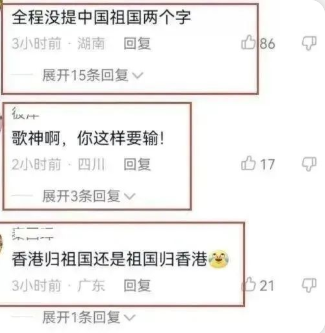 全程没提中国祖国两个字
3小时前 · 湖南 回复 86
展开15条回复
歌神啊，你这样要输!
2小时前 · 四川 回复 17
展开3条回复
香港归祖国还是祖国归香港😂
3小时前 · 广东 回复 21
展开1条回复